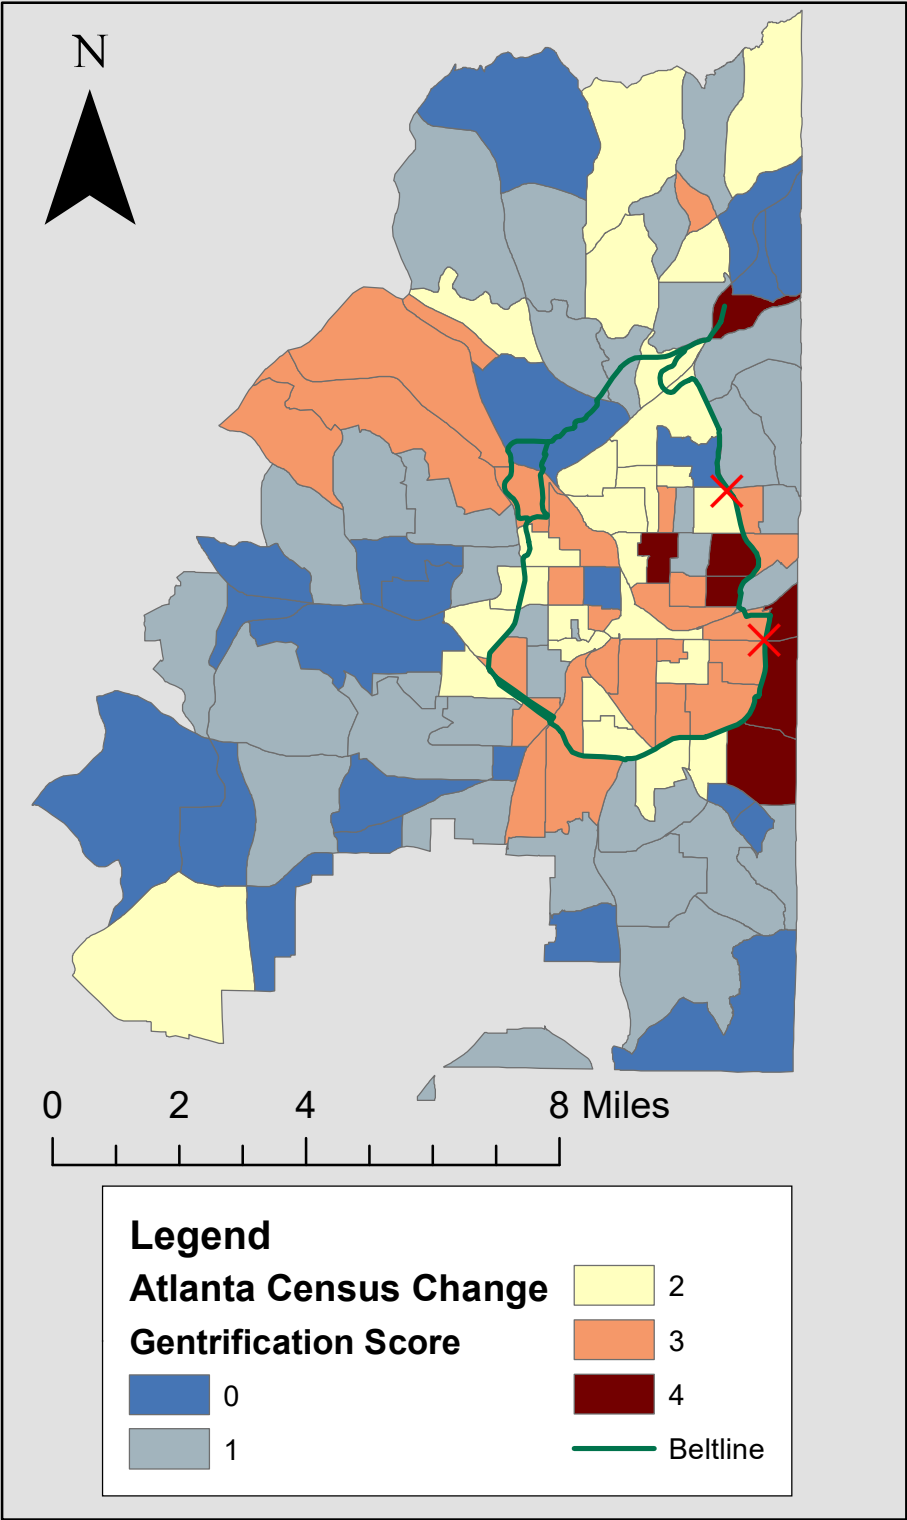 N
0 2 4 8 Miles
Legend
Atlanta Census Change
Gentrification Score
0
1
2
3
4
Beltline